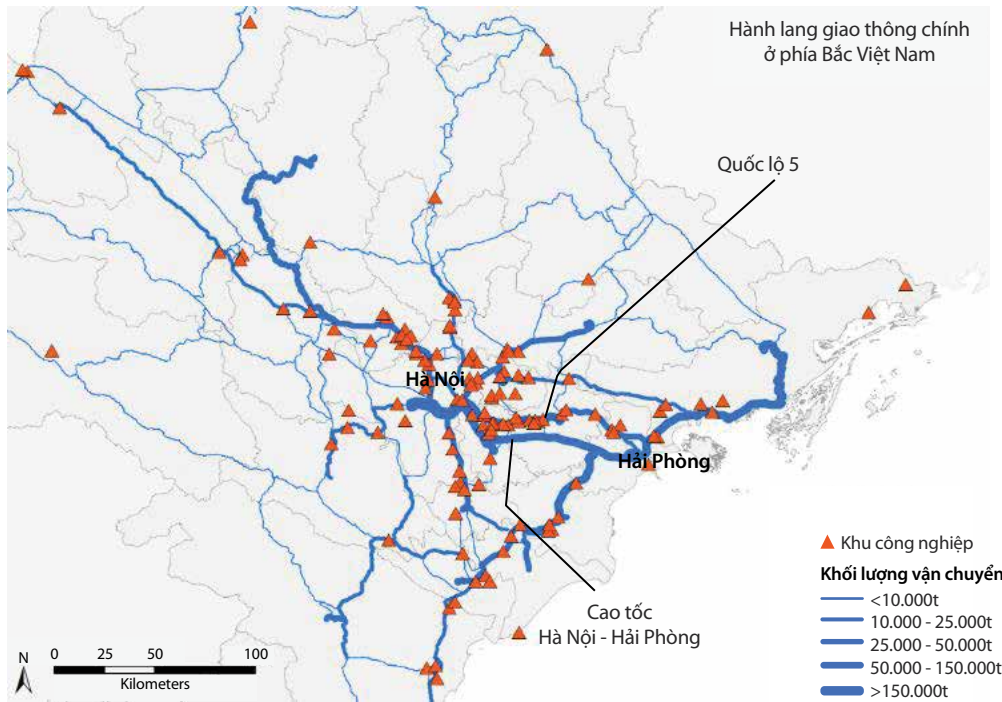 Hành lang giao thông chính
ở phía Bắc Việt Nam
Quốc lộ 5
Hà Nôi
Hải Phòng
Cao tốc
Hà Nội - Hải Phòng
Khu công nghiệp
Khối lượng vận chuyển
<10.000t
10.000 - 25.000t
25.000 - 50.000t
50.000 - 150.000t
>150.000t
N
0 25 50 100
Kilometers